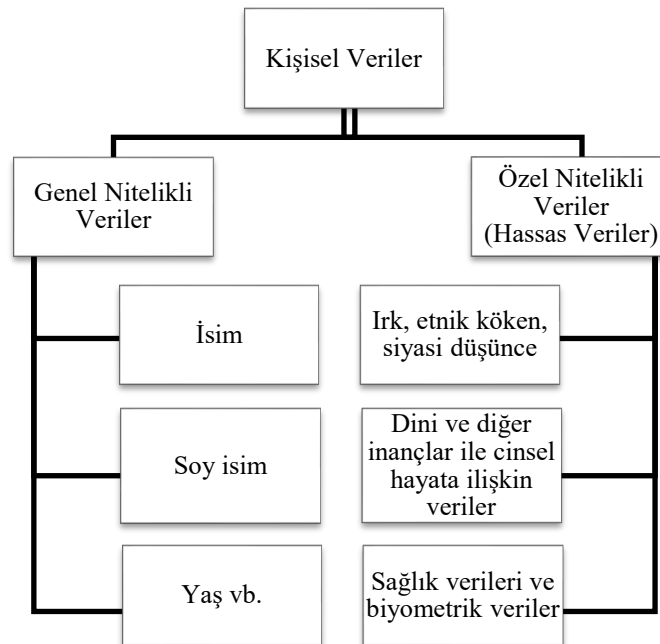 Kişisel Veriler
Genel Nitelikli
Veriler
Özel Nitelikli
Veriler
(Hassas Veriler)
İsim
Irk, etnik köken,
siyasi düşünce
Soy isim
Dini ve diğer
inançlar ile cinsel
hayata ilişkin
veriler
Yaş vb.
Sağlık verileri ve
biyometrik veriler